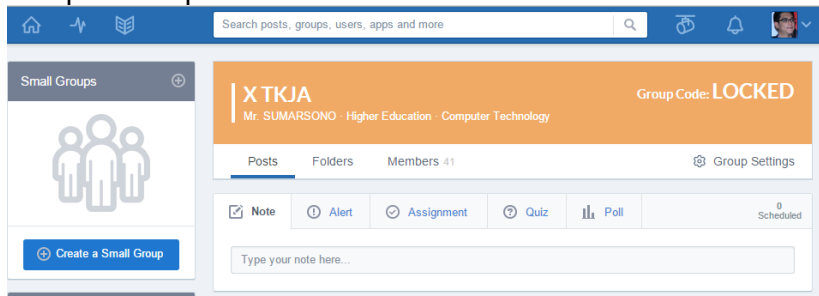 Search posts, groups, users, apps and more
Small Groups
X TKJA
Group Code: LOCKED
Mr. SUMARSONO · Higher Education · Computer Technology
Posts Folders Members 41 Group Settings
Note Alert Assignment Quiz Poll 0 Scheduled
Create a Small Group
Type your note here...